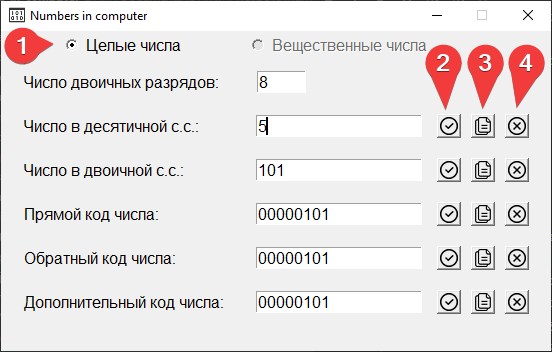 Numbers in computer
1 Целые числа Вещественные числа
2 3 4
Число двоичных разрядов: 8
Число в десятичной с.с.: 5
Число в двоичной с.с.: 101
Прямой код числа: 00000101
Обратный код числа: 00000101
Дополнительный код числа: 00000101